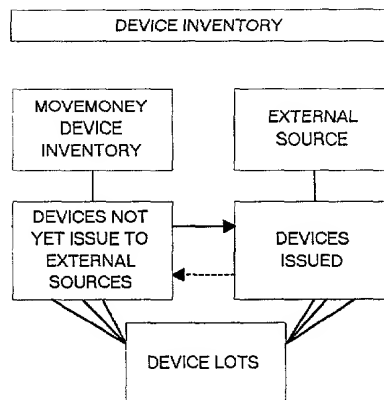 DEVICE INVENTORY
MOVEMONEY
DEVICE
INVENTORY
EXTERNAL
SOURCE
DEVICES NOT
YET ISSUE TO
EXTERNAL
SOURCES
DEVICES
ISSUED
DEVICE LOTS